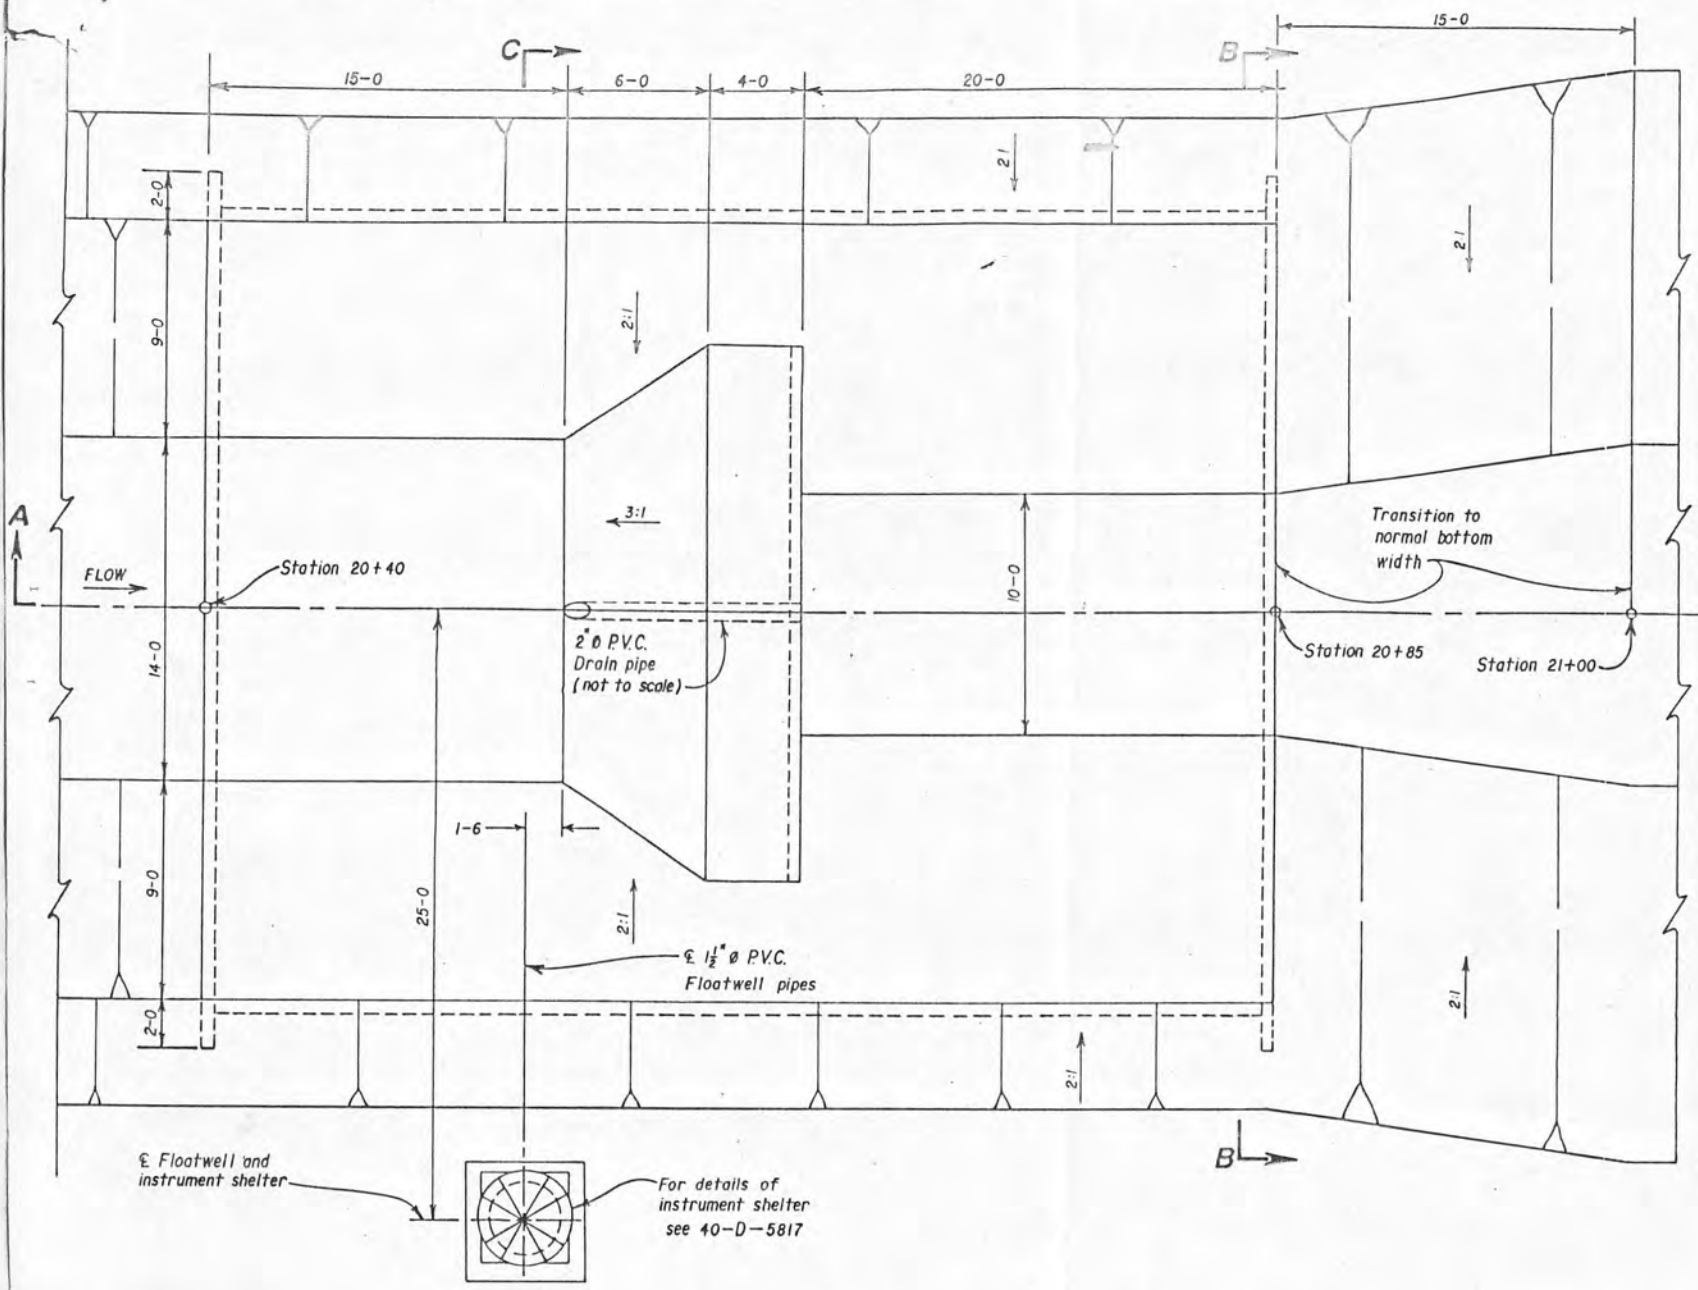 15-0
C
B
15-0
6-0
4-0
20-0
2:1
2-0
2:1
2:1
9-0
A
3:1
Transition to
normal bottom
width
FLOW
Station 20+40
10-0
2" ø P.V.C.
Drain pipe
(not to scale)
Station 20+85
Station 21+00
14-0
1-6
9-0
25-0
2:1
℄ 1½" ø P.V.C.
Floatwell pipes
2:1
2-0
2:1
B
℄ Floatwell and
instrument shelter
For details of
instrument shelter
see 40-D-5817